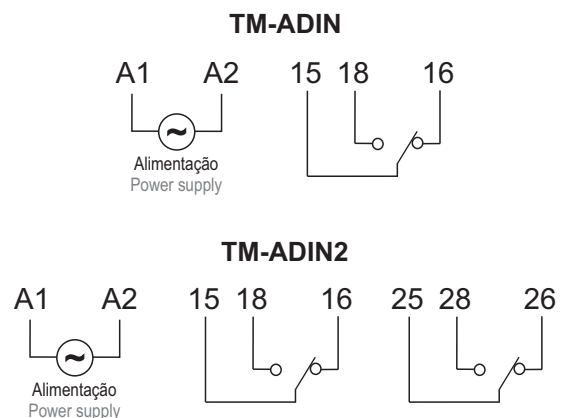 TM-ADIN
A1 A2 15 18 16
~
Alimentação
Power supply
TM-ADIN2
A1 A2 15 18 16 25 28 26
~
Alimentação
Power supply